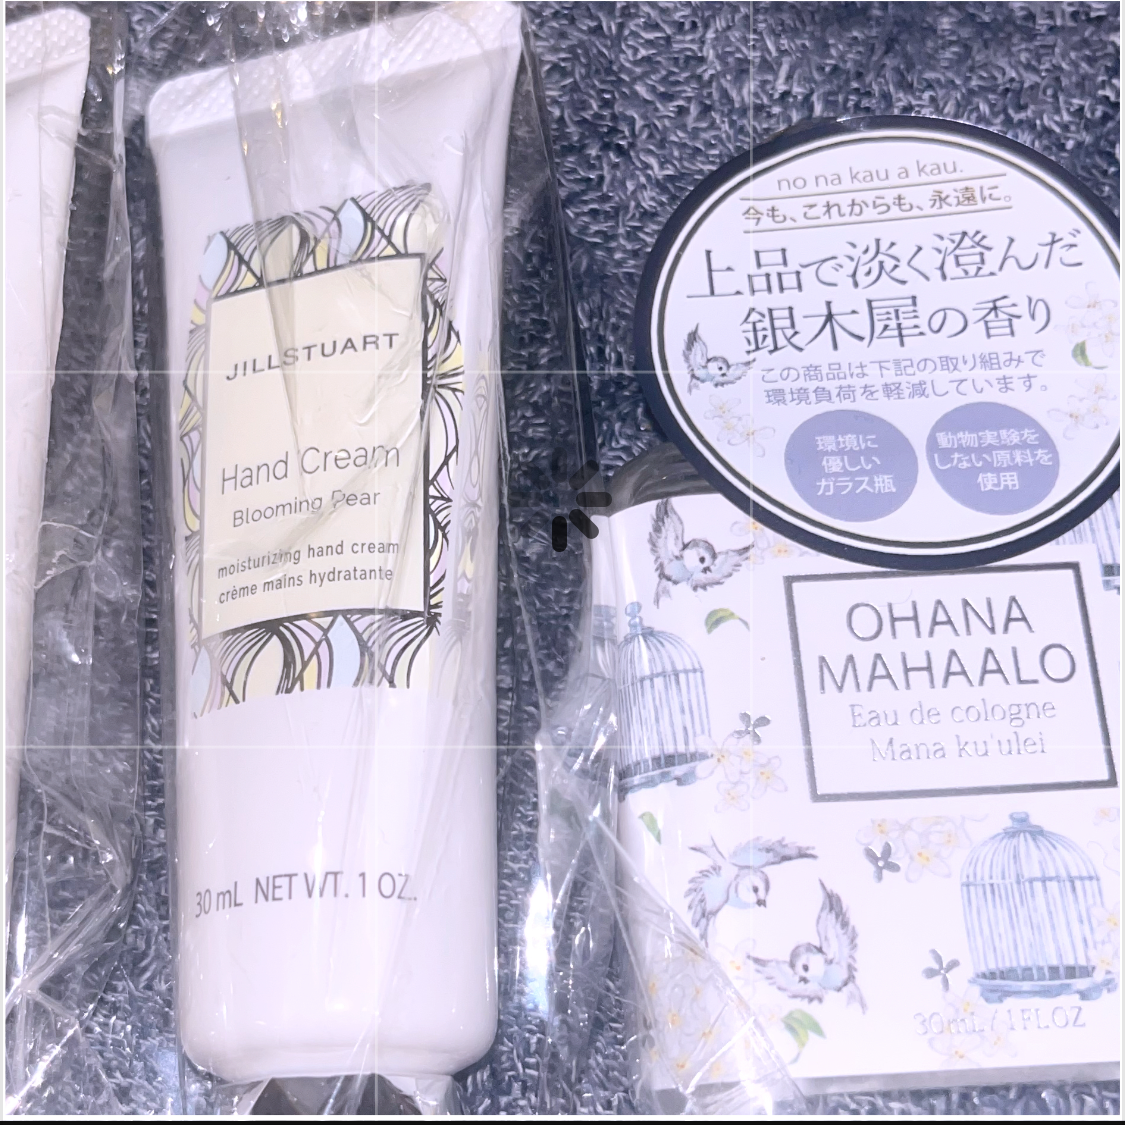 JILLSTUART
Hand Cream
Blooming Pear
moisturizing hand cream
crème mains hydratante
30 mL NET WT. 1 OZ.
no na kau a kau.
今も、これからも、永遠に。
上品で淡く澄んだ
銀木犀の香り
この商品は下記の取り組みで
環境負荷を軽減しています。
環境に
優しい
ガラス瓶
動物実験を
しない原料を
使用
OHANA
MAHAALO
Eau de cologne
Mana ku'ulei
30mL / 1FL.OZ